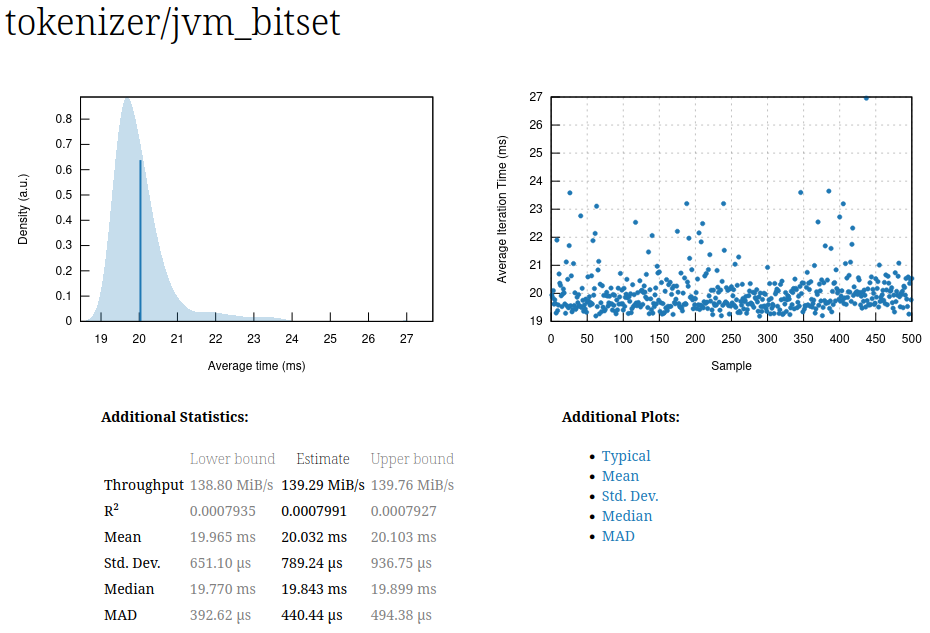 tokenizer/jvm_bitset
Density (a.u.)
0.8
0.7
0.6
0.5
0.4
0.3
0.2
0.1
0
19 20 21 22 23 24 25 26 27
Average time (ms)
Average Iteration Time (ms)
27
26
25
24
23
22
21
20
19
0 50 100 150 200 250 300 350 400 450 500
Sample
Additional Statistics:
Lower bound Estimate Upper bound
Throughput 138.80 MiB/s 139.29 MiB/s 139.76 MiB/s
R² 0.0007935 0.0007991 0.0007927
Mean 19.965 ms 20.032 ms 20.103 ms
Std. Dev. 651.10 µs 789.24 µs 936.75 µs
Median 19.770 ms 19.843 ms 19.899 ms
MAD 392.62 µs 440.44 µs 494.38 µs
Additional Plots:
• Typical
• Mean
• Std. Dev.
• Median
• MAD